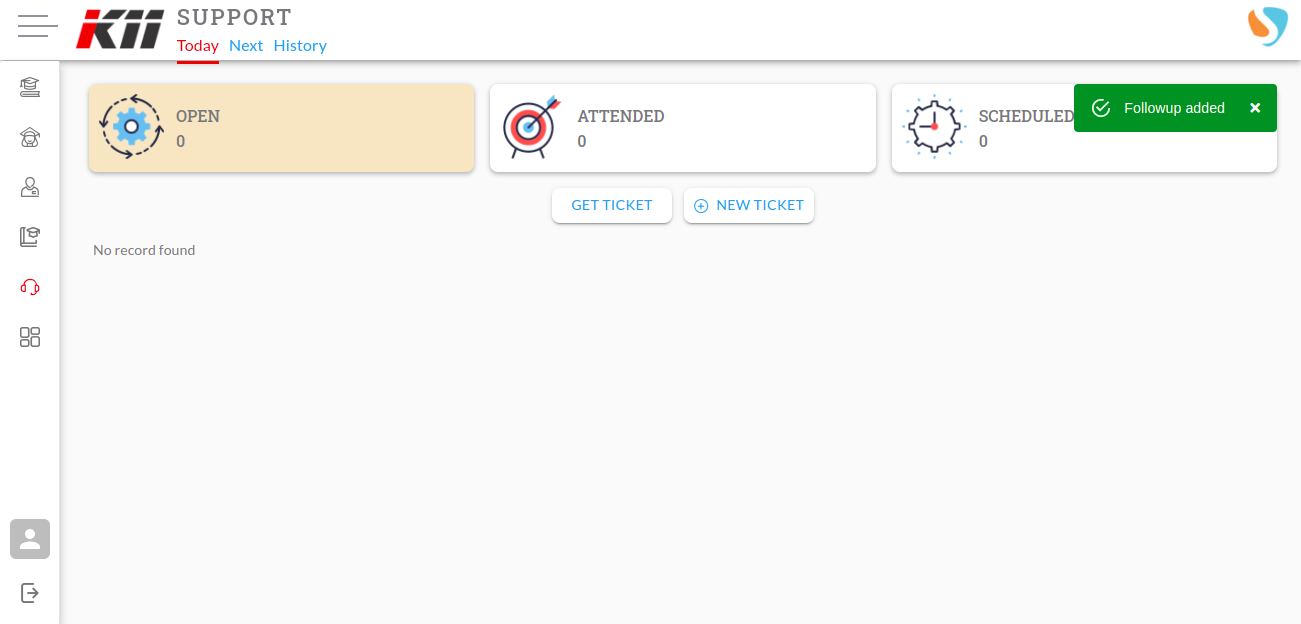 KII
SUPPORT
Today Next History
OPEN
0
ATTENDED
0
SCHEDULED
0
Followup added
GET TICKET
NEW TICKET
No record found